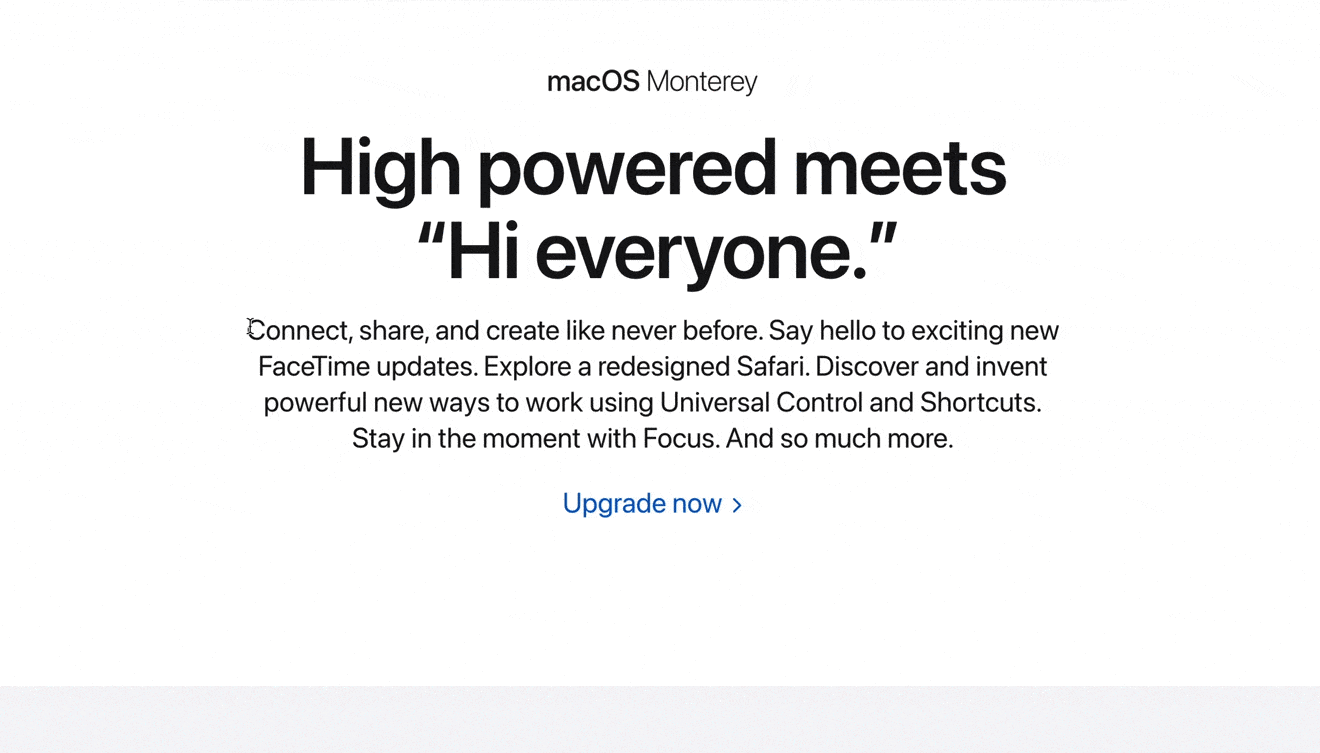 macOS Monterey
High powered meets
“Hi everyone.”
Connect, share, and create like never before. Say hello to exciting new
FaceTime updates. Explore a redesigned Safari. Discover and invent
powerful new ways to work using Universal Control and Shortcuts.
Stay in the moment with Focus. And so much more.
Upgrade now >